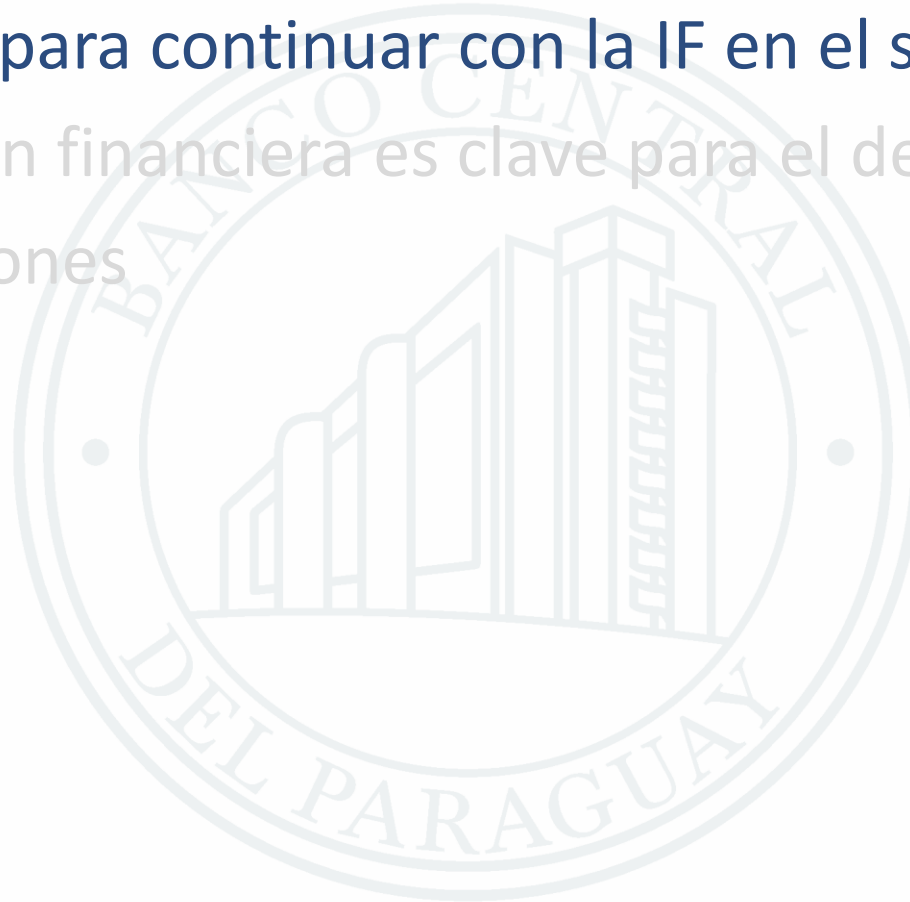 para continuar con la IF en el s
n financiera es clave para el de
ones
BANCO CENTRAL
DEL PARAGUAY